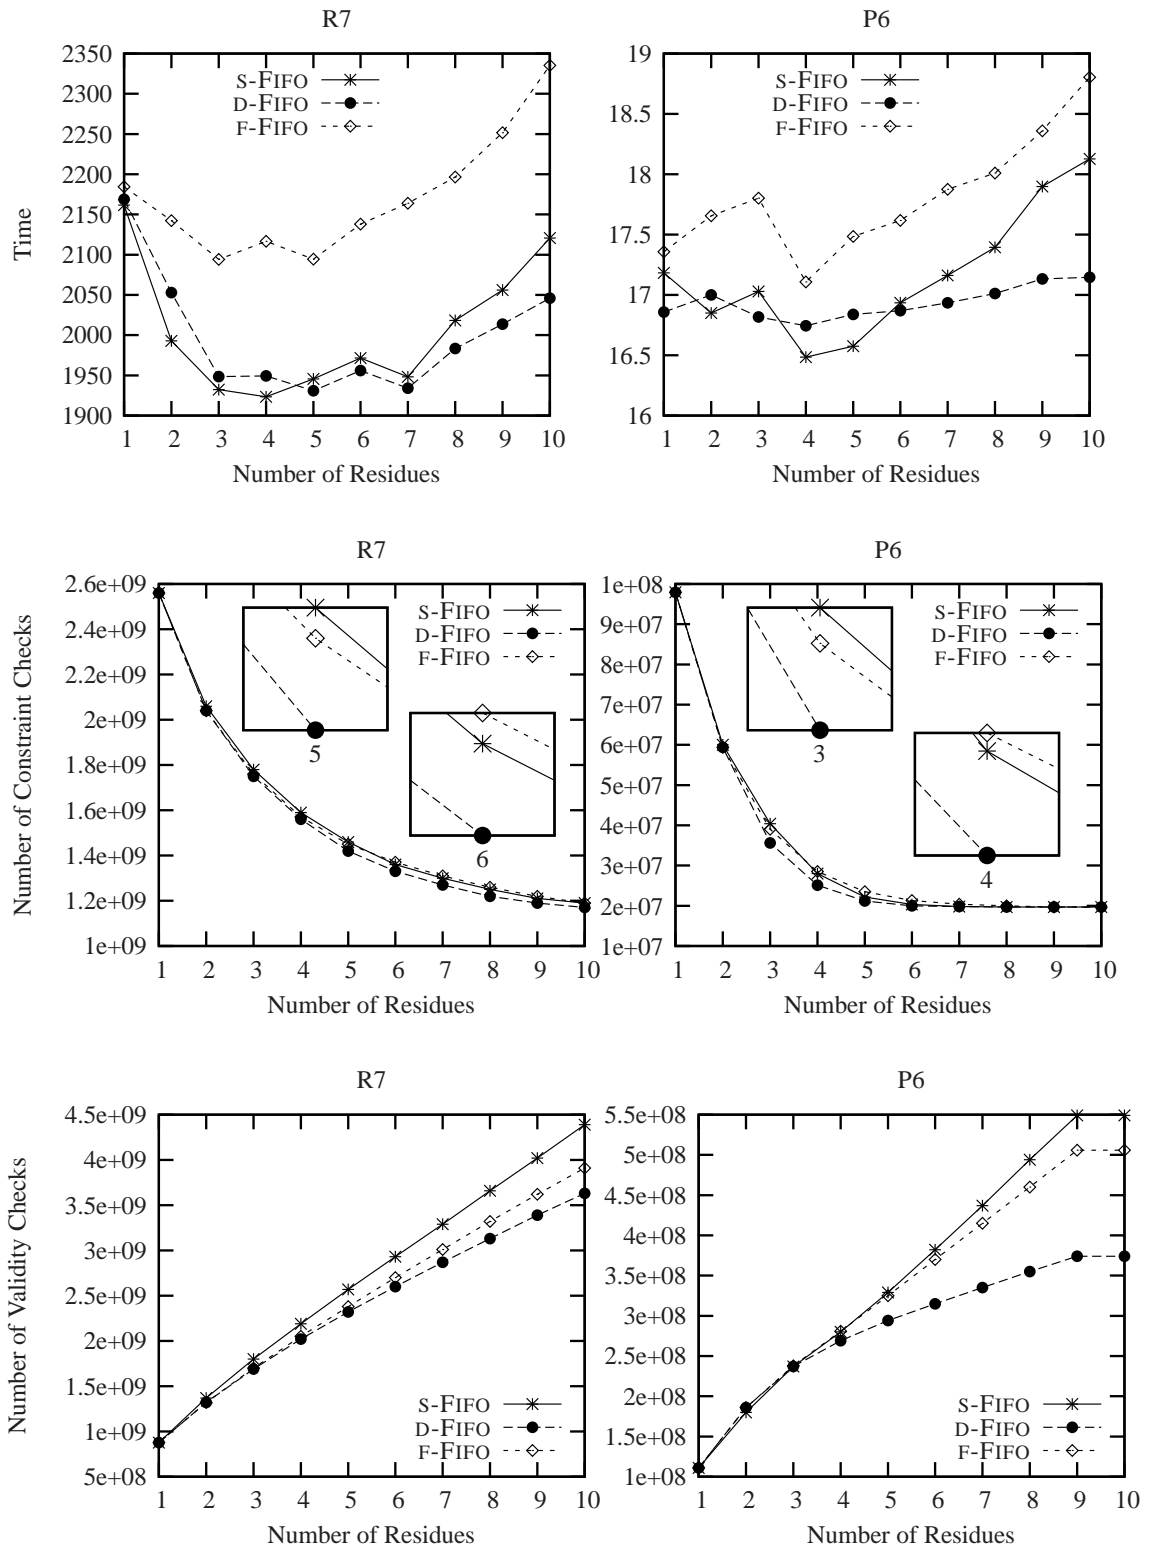 R7
2350
2300
2250
2200
2150
2100
2050
2000
1950
1900
Time
S-FIFO
D-FIFO
F-FIFO
1 2 3 4 5 6 7 8 9 10
Number of Residues
P6
19
18.5
18
17.5
17
16.5
16
S-FIFO
D-FIFO
F-FIFO
1 2 3 4 5 6 7 8 9 10
Number of Residues
R7
2.6e+09
2.4e+09
2.2e+09
2e+09
1.8e+09
1.6e+09
1.4e+09
1.2e+09
1e+09
Number of Constraint Checks
S-FIFO
D-FIFO
F-FIFO
5
6
1 2 3 4 5 6 7 8 9 10
Number of Residues
P6
1e+08
9e+07
8e+07
7e+07
6e+07
5e+07
4e+07
3e+07
2e+07
1e+07
S-FIFO
D-FIFO
F-FIFO
3
4
1 2 3 4 5 6 7 8 9 10
Number of Residues
R7
4.5e+09
4e+09
3.5e+09
3e+09
2.5e+09
2e+09
1.5e+09
1e+09
5e+08
Number of Validity Checks
S-FIFO
D-FIFO
F-FIFO
1 2 3 4 5 6 7 8 9 10
Number of Residues
P6
5.5e+08
5e+08
4.5e+08
4e+08
3.5e+08
3e+08
2.5e+08
2e+08
1.5e+08
1e+08
S-FIFO
D-FIFO
F-FIFO
1 2 3 4 5 6 7 8 9 10
Number of Residues